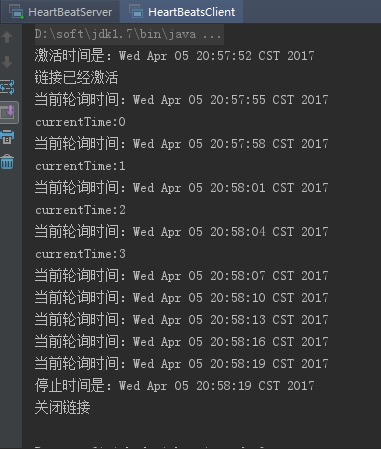 HeartBeatServer HeartBeatsClient
D:\soft\jdk1.7\bin\java ...
激活时间是：Wed Apr 05 20:57:52 CST 2017
链接已经激活
当前轮询时间：Wed Apr 05 20:57:55 CST 2017
currentTime:0
当前轮询时间：Wed Apr 05 20:57:58 CST 2017
currentTime:1
当前轮询时间：Wed Apr 05 20:58:01 CST 2017
currentTime:2
当前轮询时间：Wed Apr 05 20:58:04 CST 2017
currentTime:3
当前轮询时间：Wed Apr 05 20:58:07 CST 2017
当前轮询时间：Wed Apr 05 20:58:10 CST 2017
当前轮询时间：Wed Apr 05 20:58:13 CST 2017
当前轮询时间：Wed Apr 05 20:58:16 CST 2017
当前轮询时间：Wed Apr 05 20:58:19 CST 2017
停止时间是：Wed Apr 05 20:58:19 CST 2017
关闭链接